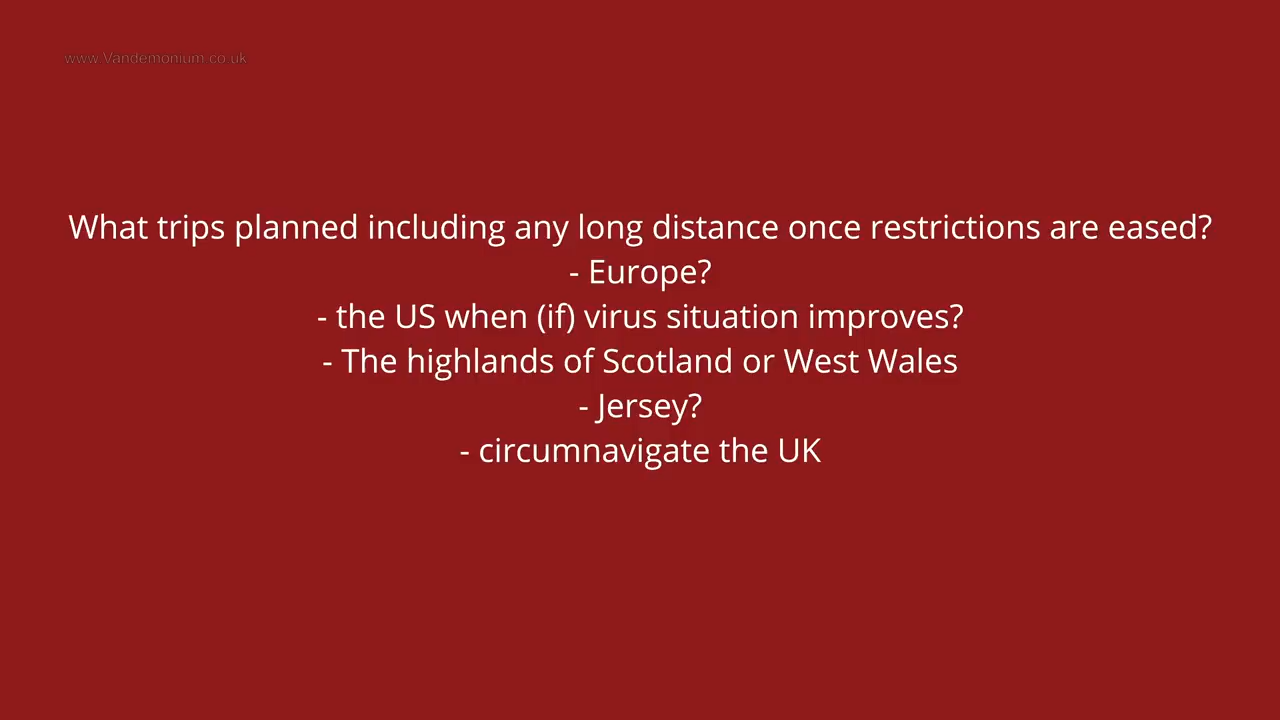 www.Vandemonium.co.uk
What trips planned including any long distance once restrictions are eased?
- Europe?
- the US when (if) virus situation improves?
- The highlands of Scotland or West Wales
- Jersey?
- circumnavigate the UK